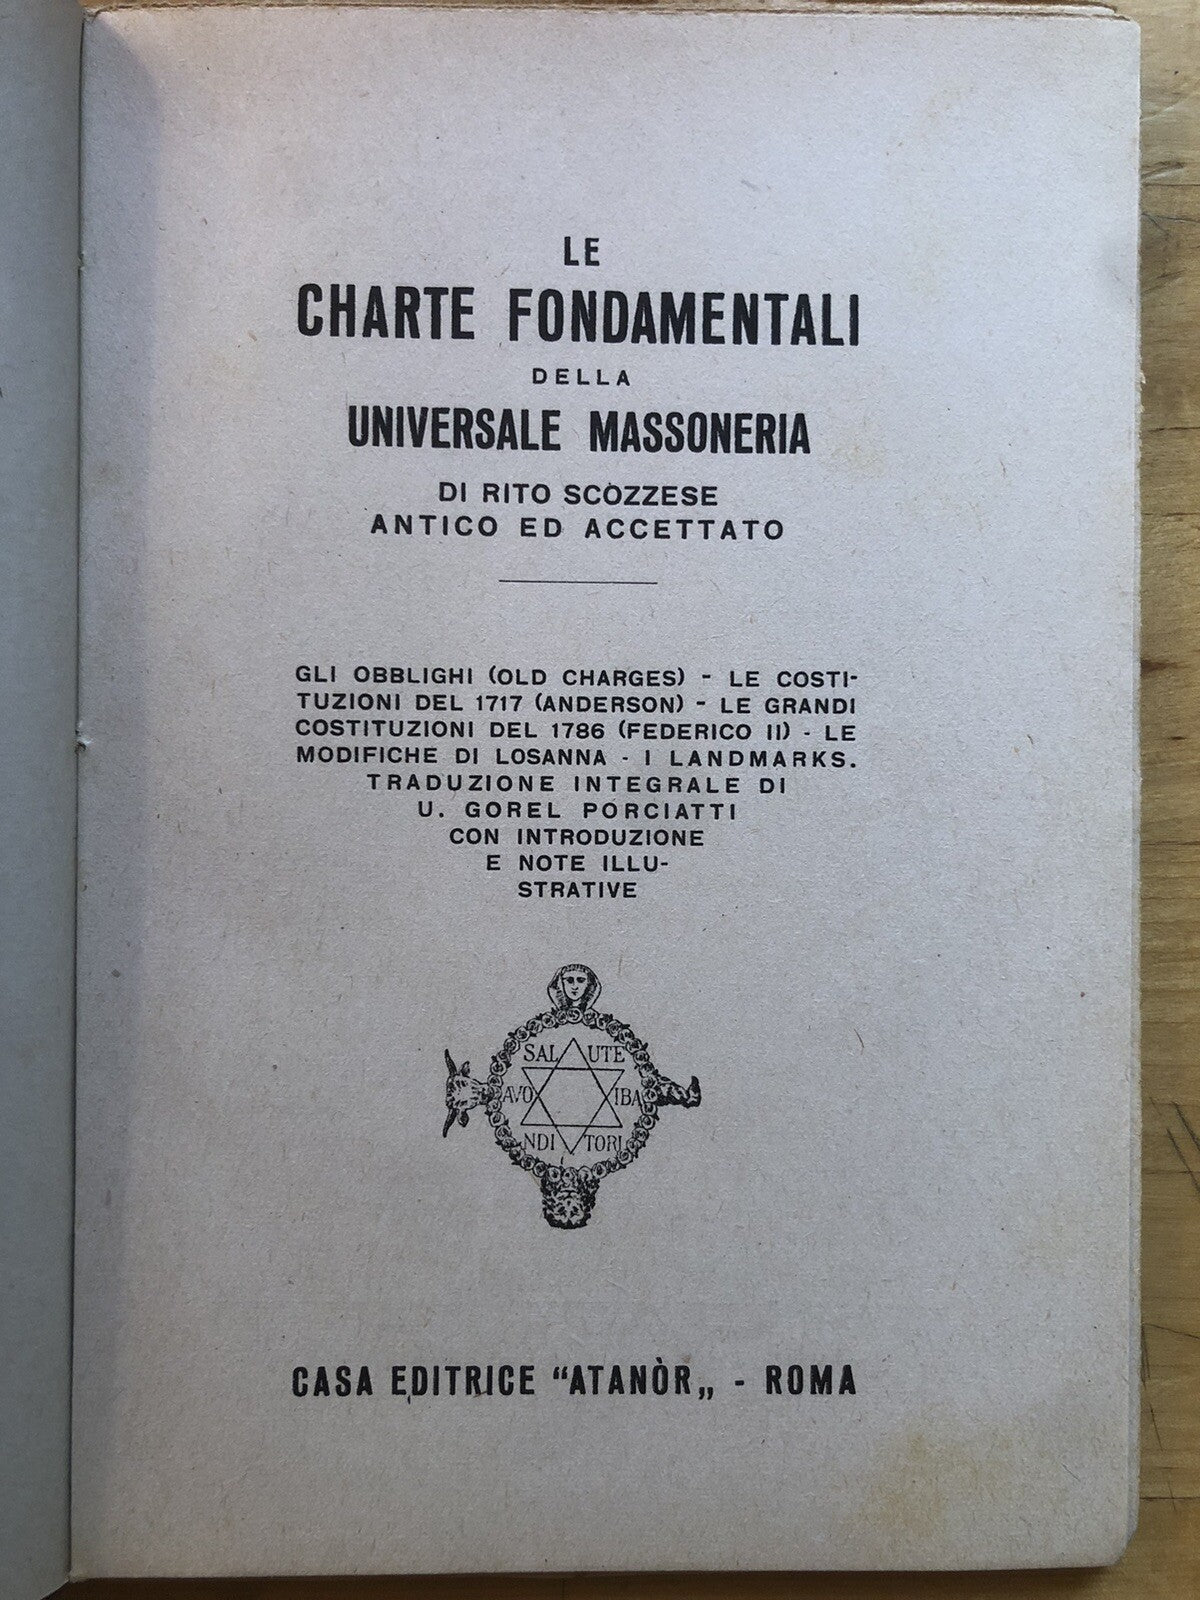 LE
CHARTE FONDAMENTALI
DELLA
UNIVERSALE MASSONERIA
DI RITO SCOZZESE
ANTICO ED ACCETTATO
GLI OBBLIGHI (OLD CHARGES) - LE COSTI-
TUZIONI DEL 1717 (ANDERSON) - LE GRANDI
COSTITUZIONI DEL 1786 (FEDERICO II) - LE
MODIFICHE DI LOSANNA - I LANDMARKS.
TRADUZIONE INTEGRALE DI
U. GOREL PORCIATTI
CON INTRODUZIONE
E NOTE ILLU-
STRATIVE
SAL UTE
AVO IBA
NDI TORI
CASA EDITRICE “ATANÒR„ - ROMA